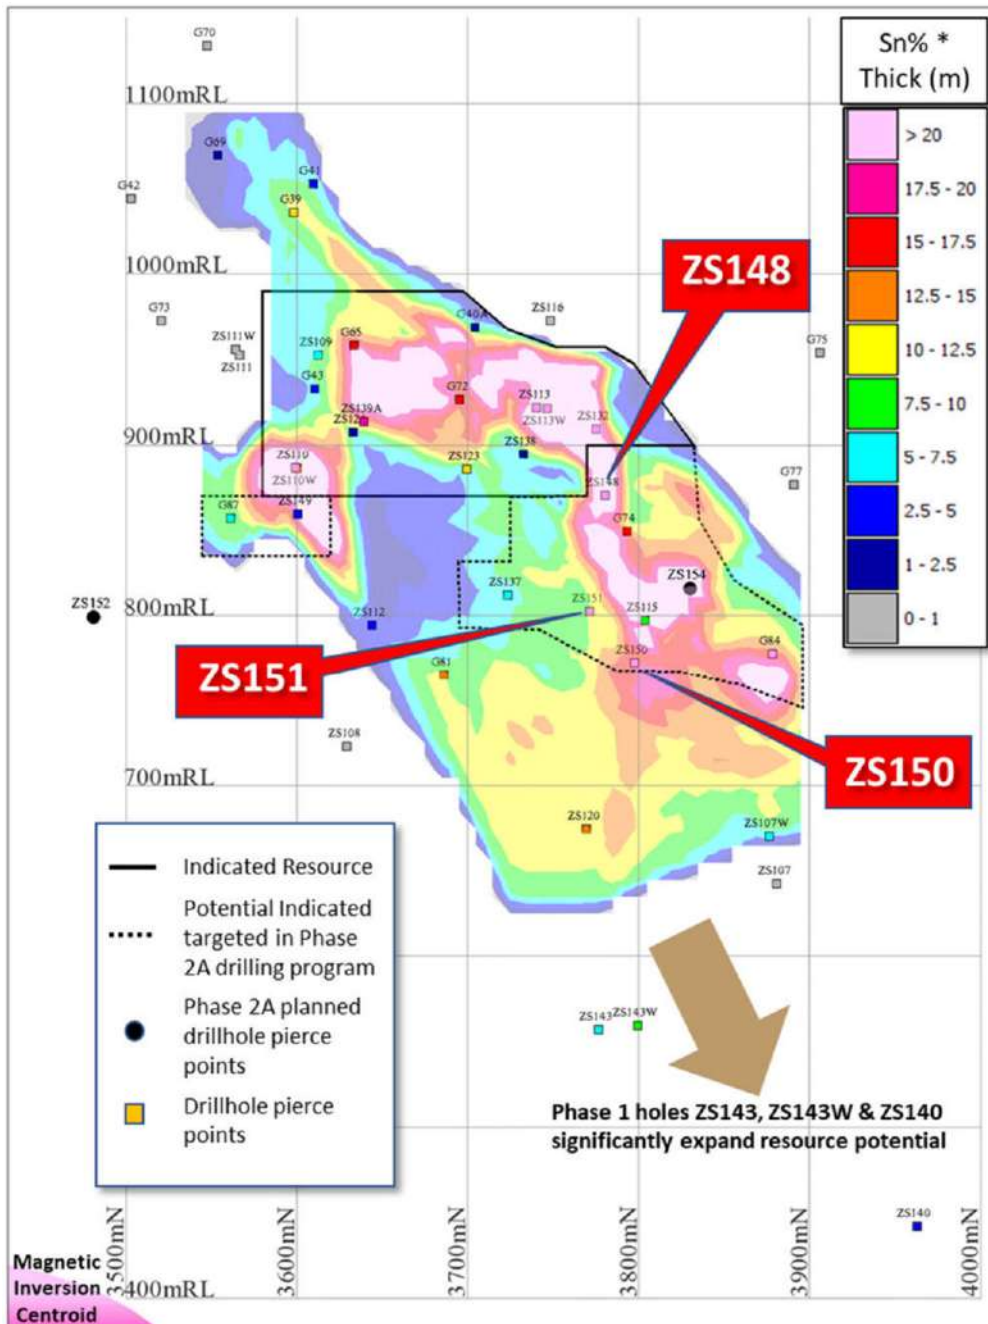 G70
Sn% *
Thick (m)
1100mRL
> 20
G69
G41
17.5 - 20
G42
G39
15 - 17.5
ZS148
1000mRL
12.5 - 15
G73
G40A
ZS116
10 - 12.5
ZS111W
ZS109
G65
G75
ZS111
7.5 - 10
G43
G72
ZS113
ZS139A
ZS113W
ZS132
5 - 7.5
900mRL
ZS138
ZS110
ZS123
G77
2.5 - 5
ZS110W
ZS148
G87
ZS149
G74
1 - 2.5
ZS154
ZS152
800mRL
ZS137
ZS151
0 - 1
ZS112
ZS115
ZS151
G81
ZS150
G84
ZS108
ZS150
700mRL
ZS120
ZS107W
ZS107
Indicated Resource
Potential Indicated
targeted in Phase
2A drilling program
Phase 2A planned
drillhole pierce
points
Drillhole pierce
points
ZS143
ZS143W
Phase 1 holes ZS143, ZS143W & ZS140
significantly expand resource potential
ZS140
3500mN
3600mN
3700mN
3800mN
3900mN
4000mN
Magnetic
Inversion
Centroid
400mRL